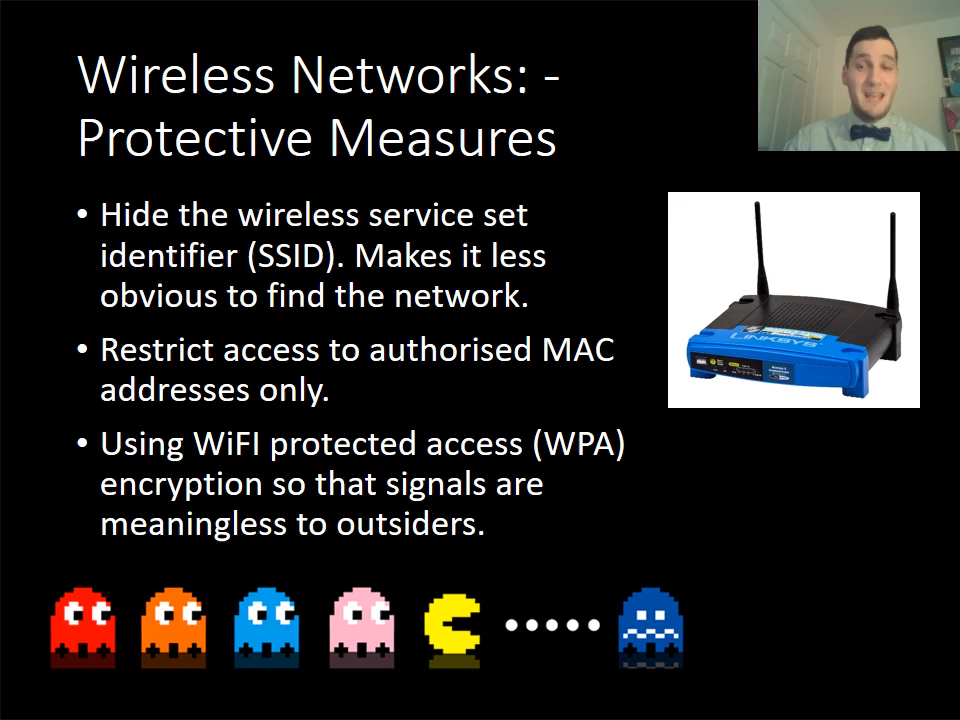 Wireless Networks: -
Protective Measures
• Hide the wireless service set
identifier (SSID). Makes it less
obvious to find the network.
• Restrict access to authorised MAC
addresses only.
• Using WiFI protected access (WPA)
encryption so that signals are
meaningless to outsiders.
LINKSYS